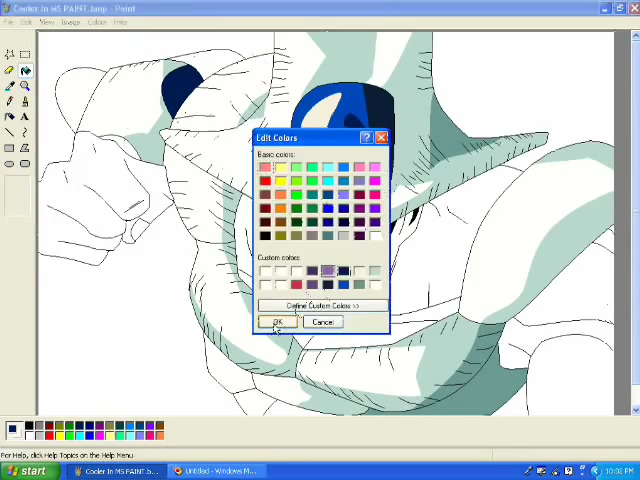 Cooler In MS PAINT.bmp - Paint
File Edit View Image Colors Help
Edit Colors
Basic colors:
Custom colors:
Define Custom Colors >>
OK
Cancel
For Help, click Help Topics on the Help Menu.
start
Cooler In MS PAINT.b...
Untitled - Windows M...
10:03 PM